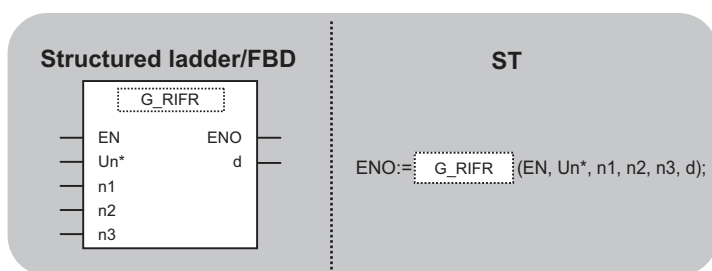 Structured ladder/FBD
G_RIFR
EN ENO
Un* d
n1
n2
n3
ST
ENO:= G_RIFR (EN, Un*, n1, n2, n3, d);